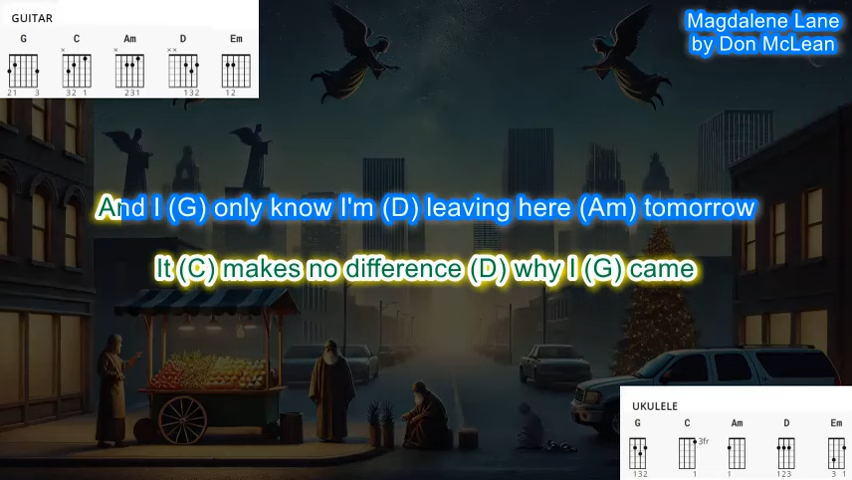 GUITAR
G C Am D Em
× × ××
21 3 32 1 231 132 12
Magdalene Lane
by Don McLean
And I (G) only know I'm (D) leaving here (Am) tomorrow
It (C) makes no difference (D) why I (G) came
UKULELE
G C Am D Em
3fr
132 1 1 123 3 1